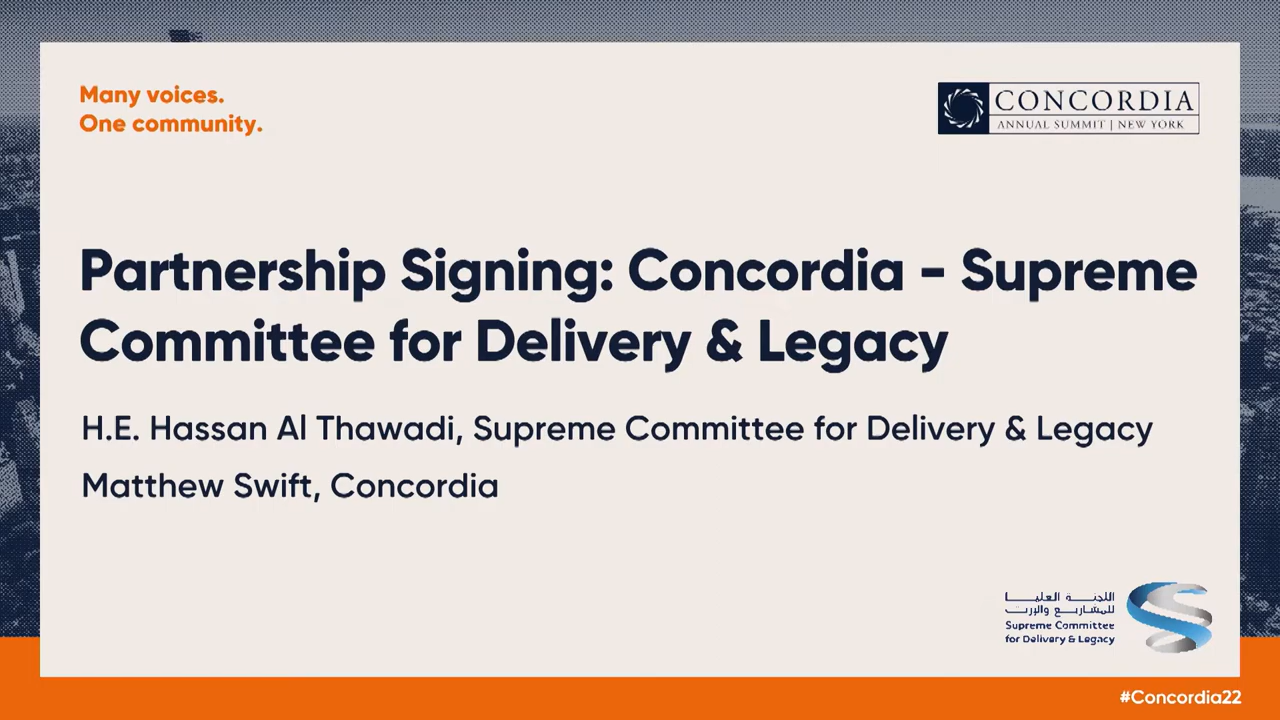 Many voices.
One community.
CONCORDIA
ANNUAL SUMMIT | NEW YORK
Partnership Signing: Concordia - Supreme
Committee for Delivery & Legacy
H.E. Hassan Al Thawadi, Supreme Committee for Delivery & Legacy
Matthew Swift, Concordia
اللجنة العليا
للمشاريع والإرث
Supreme Committee
for Delivery & Legacy
#Concordia22